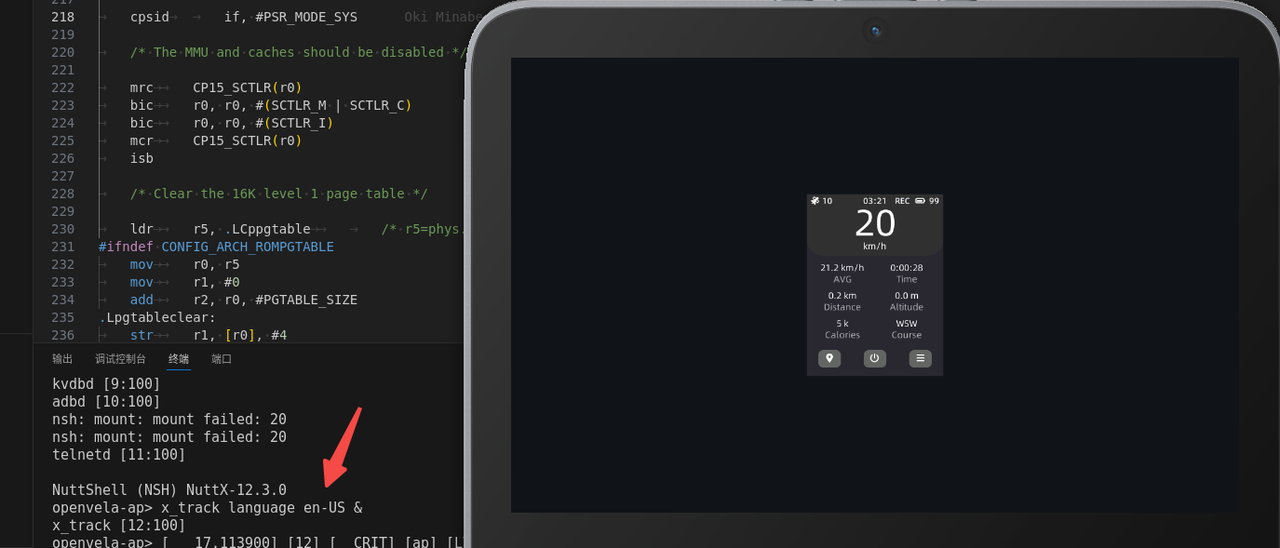 217
218 cpsid if, #PSR_MODE_SYS Oki Minabe
219
220 /* The MMU and caches should be disabled */
221
222 mrc CP15_SCTLR(r0)
223 bic r0, r0, #(SCTLR_M | SCTLR_C)
224 bic r0, r0, #(SCTLR_I)
225 mcr CP15_SCTLR(r0)
226 isb
227
228 /* Clear the 16K level 1 page table */
229
230 ldr r5, .LCppgtable /* r5=phys.
231 #ifndef CONFIG_ARCH_ROMPGTABLE
232 mov r0, r5
233 mov r1, #0
234 add r2, r0, #PGTABLE_SIZE
235 .Lpgtableclear:
236 str r1, [r0], #4
输出 调试控制台 终端 端口
kvdbd [9:100]
adbd [10:100]
nsh: mount: mount failed: 20
nsh: mount: mount failed: 20
telnetd [11:100]
NuttShell (NSH) NuttX-12.3.0
openvela-ap> x_track language en-US &
x_track [12:100]
openvela-ap> [ 17.113900] [12] [ CRIT] [ap] [L
10 03:21 REC 99
20
km/h
21.2 km/h 0:00:28
AVG Time
0.2 km 0.0 m
Distance Altitude
5 k WSW
Calories Course